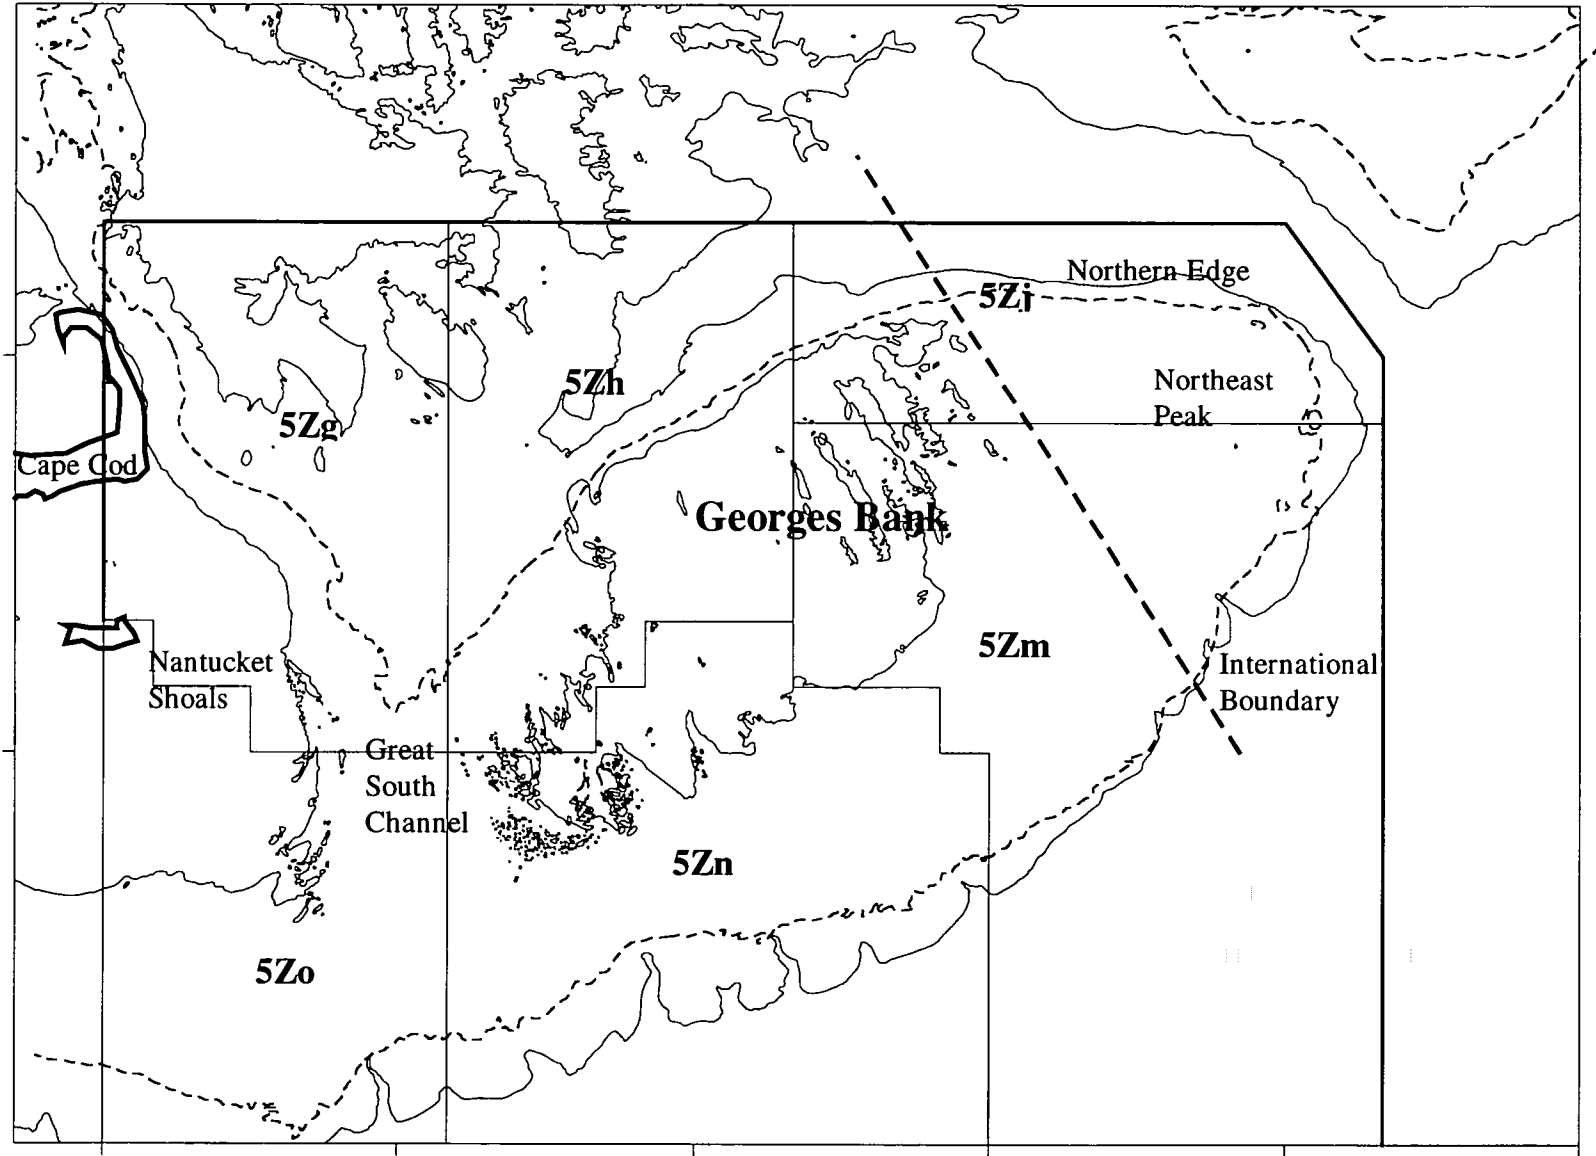 Northern Edge
5Zj
Northeast
Peak
5Zh
5Zg
Cape Cod
Georges Bank
5Zm
Nantucket
Shoals
International
Boundary
Great
South
Channel
5Zn
5Zo